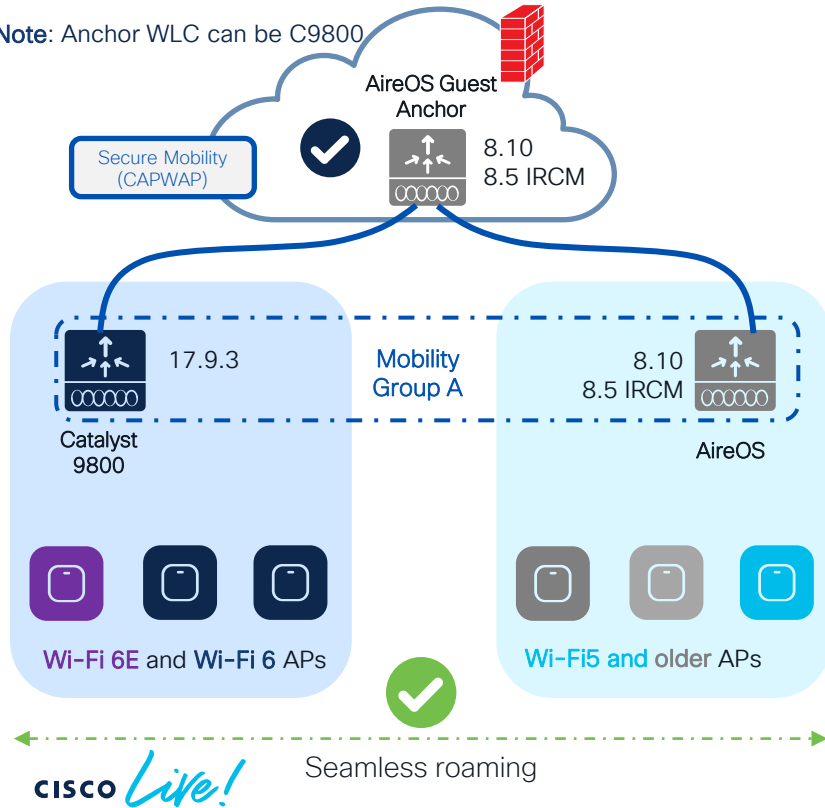 Note: Anchor WLC can be C9800
AireOS Guest
Anchor
8.10
8.5 IRCM
Secure Mobility
(CAPWAP)
17.9.3
Mobility
Group A
8.10
8.5 IRCM
Catalyst
9800
AireOS
Wi-Fi 6E and Wi-Fi 6 APs
Wi-Fi5 and older APs
Seamless roaming
CISCO Live!